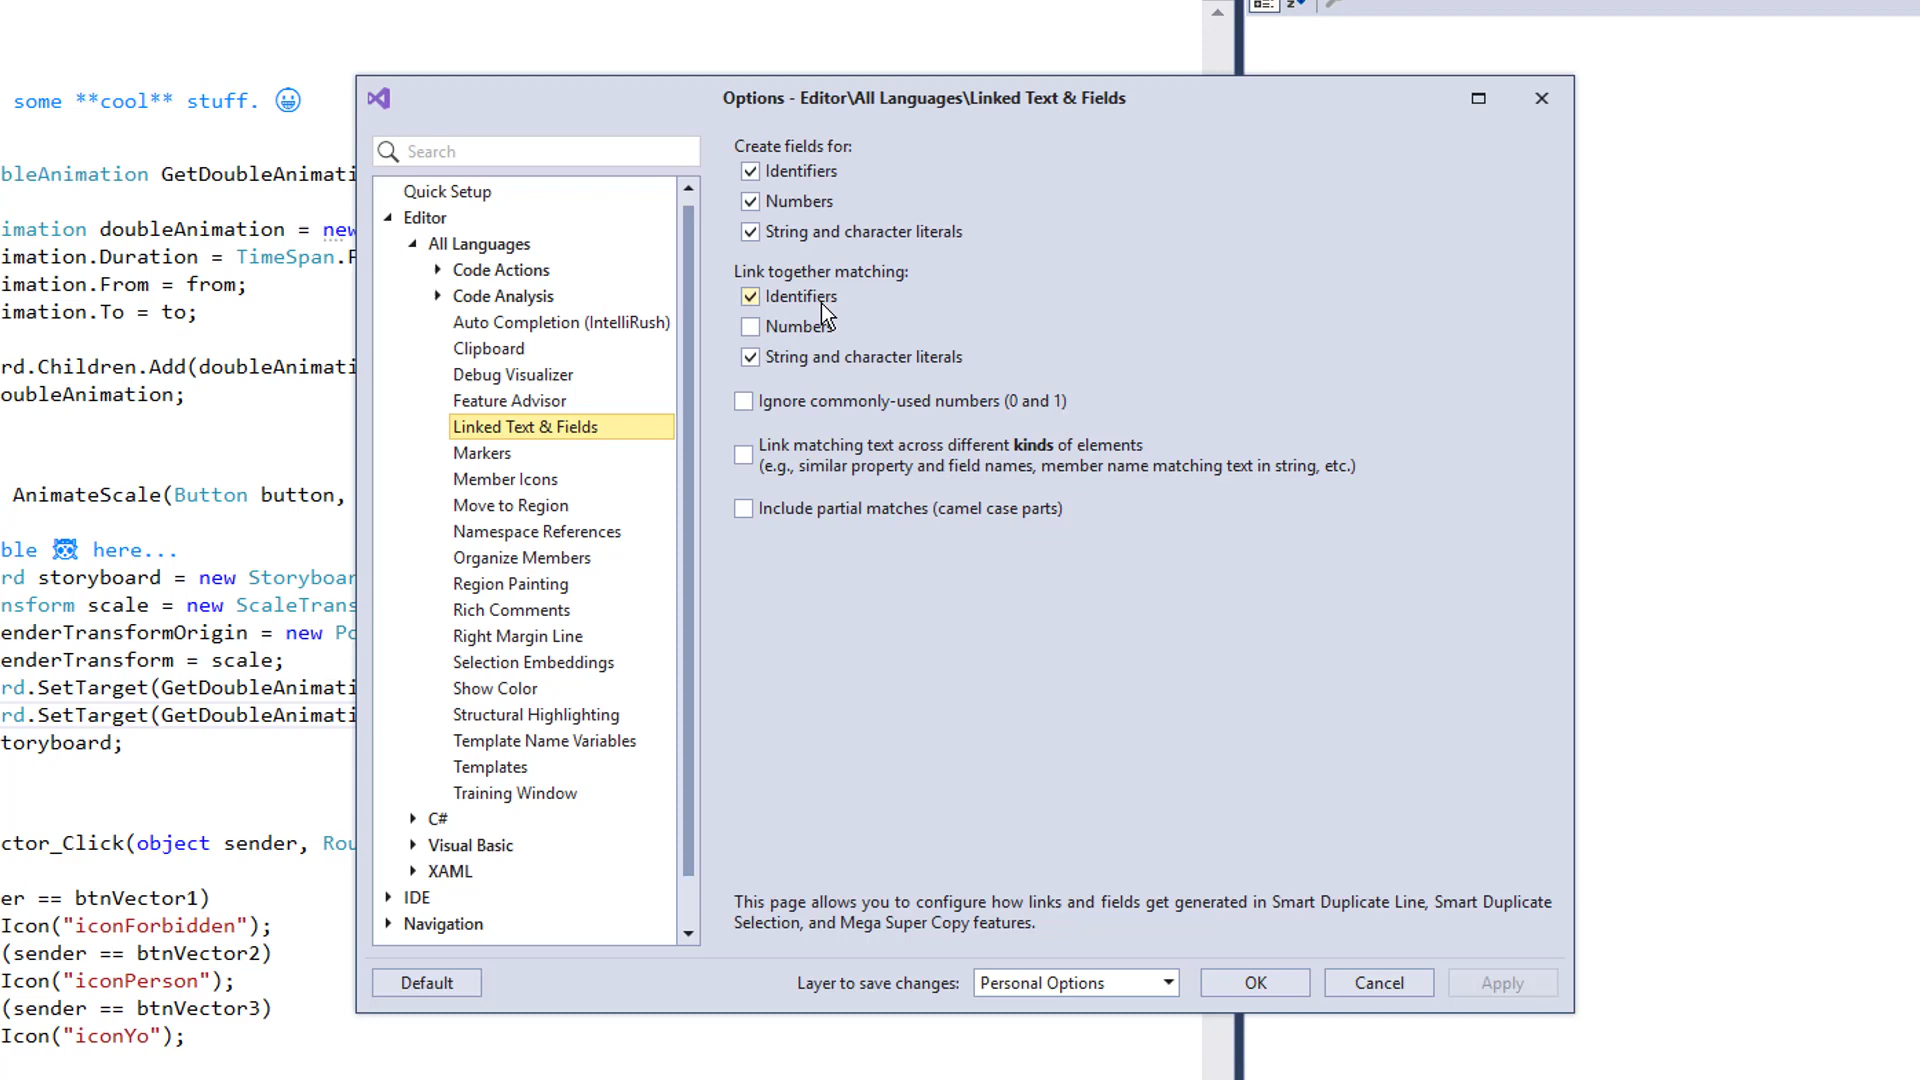 some **cool** stuff.
bleAnimation GetDoubleAnimati
imation doubleAnimation = new
imation.Duration = TimeSpan.F
imation.From = from;
imation.To = to;
rd.Children.Add(doubleAnimati
oubleAnimation;
AnimateScale(Button button,
ble here...
rd storyboard = new Storyboar
nsform scale = new ScaleTrans
enderTransformOrigin = new Po
enderTransform = scale;
rd.SetTarget(GetDoubleAnimati
rd.SetTarget(GetDoubleAnimati
toryboard;
ctor_Click(object sender, Rou
er == btnVector1)
Icon("iconForbidden");
(sender == btnVector2)
Icon("iconPerson");
(sender == btnVector3)
Icon("iconYo");
Options - Editor\All Languages\Linked Text & Fields
Search
Quick Setup
Editor
All Languages
Code Actions
Code Analysis
Auto Completion (IntelliRush)
Clipboard
Debug Visualizer
Feature Advisor
Linked Text & Fields
Markers
Member Icons
Move to Region
Namespace References
Organize Members
Region Painting
Rich Comments
Right Margin Line
Selection Embeddings
Show Color
Structural Highlighting
Template Name Variables
Templates
Training Window
C#
Visual Basic
XAML
IDE
Navigation
Create fields for:
Identifiers
Numbers
String and character literals
Link together matching:
Identifiers
Numbers
String and character literals
Ignore commonly-used numbers (0 and 1)
Link matching text across different kinds of elements
(e.g., similar property and field names, member name matching text in string, etc.)
Include partial matches (camel case parts)
This page allows you to configure how links and fields get generated in Smart Duplicate Line, Smart Duplicate
Selection, and Mega Super Copy features.
Default
Layer to save changes:
Personal Options
OK
Cancel
Apply